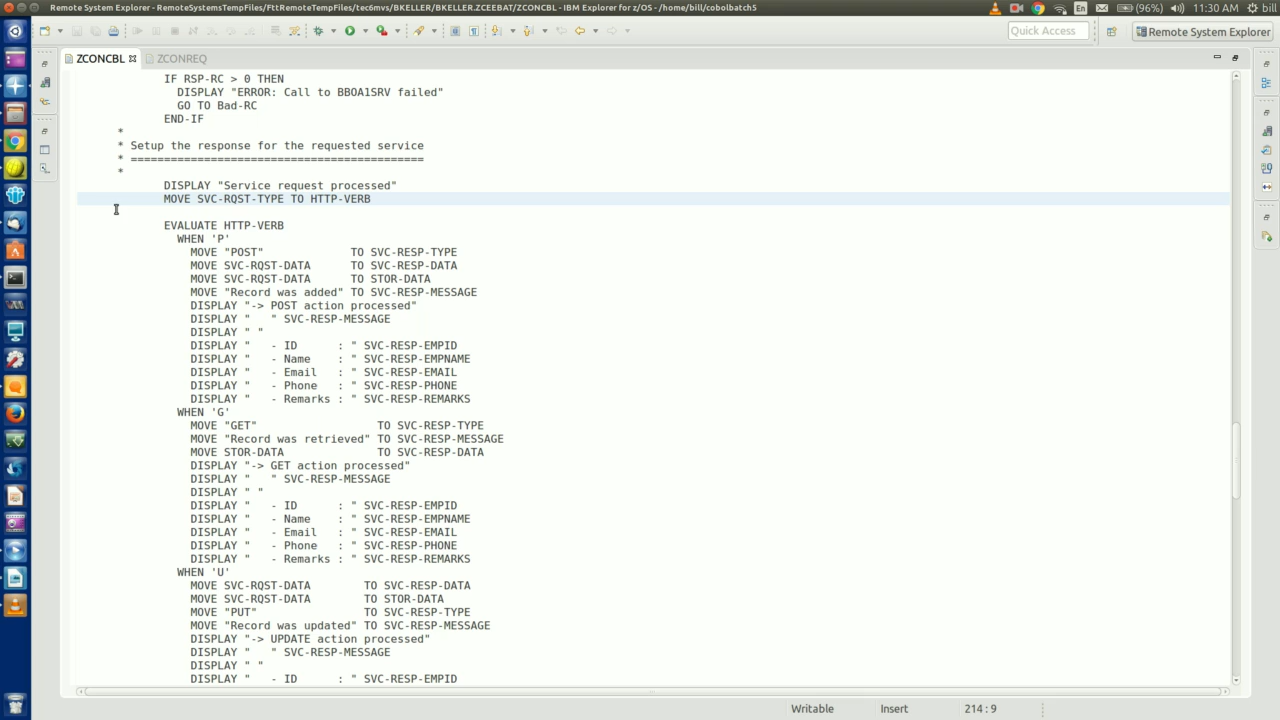 Remote System Explorer - RemoteSystemsTempFiles/FttRemoteTempFiles/tec6mvs/BKELLER/BKELLER.ZCEEBAT/ZCONCBL - IBM Explorer for z/OS - /home/bill/cobolbatch5
En
(96%)
11:30 AM
bill
Quick Access
Remote System Explorer
ZCONCBL
ZCONREQ
IF RSP-RC > 0 THEN
DISPLAY "ERROR: Call to BBOA1SRV failed"
GO TO Bad-RC
END-IF
*
* Setup the response for the requested service
* ============================================
*
DISPLAY "Service request processed"
MOVE SVC-RQST-TYPE TO HTTP-VERB
EVALUATE HTTP-VERB
WHEN 'P'
MOVE "POST" TO SVC-RESP-TYPE
MOVE SVC-RQST-DATA TO SVC-RESP-DATA
MOVE SVC-RQST-DATA TO STOR-DATA
MOVE "Record was added" TO SVC-RESP-MESSAGE
DISPLAY "-> POST action processed"
DISPLAY " " SVC-RESP-MESSAGE
DISPLAY " "
DISPLAY " - ID : " SVC-RESP-EMPID
DISPLAY " - Name : " SVC-RESP-EMPNAME
DISPLAY " - Email : " SVC-RESP-EMAIL
DISPLAY " - Phone : " SVC-RESP-PHONE
DISPLAY " - Remarks : " SVC-RESP-REMARKS
WHEN 'G'
MOVE "GET" TO SVC-RESP-TYPE
MOVE "Record was retrieved" TO SVC-RESP-MESSAGE
MOVE STOR-DATA TO SVC-RESP-DATA
DISPLAY "-> GET action processed"
DISPLAY " " SVC-RESP-MESSAGE
DISPLAY " "
DISPLAY " - ID : " SVC-RESP-EMPID
DISPLAY " - Name : " SVC-RESP-EMPNAME
DISPLAY " - Email : " SVC-RESP-EMAIL
DISPLAY " - Phone : " SVC-RESP-PHONE
DISPLAY " - Remarks : " SVC-RESP-REMARKS
WHEN 'U'
MOVE SVC-RQST-DATA TO SVC-RESP-DATA
MOVE SVC-RQST-DATA TO STOR-DATA
MOVE "PUT" TO SVC-RESP-TYPE
MOVE "Record was updated" TO SVC-RESP-MESSAGE
DISPLAY "-> UPDATE action processed"
DISPLAY " " SVC-RESP-MESSAGE
DISPLAY " "
DISPLAY " - ID : " SVC-RESP-EMPID
Writable
Insert
214 : 9